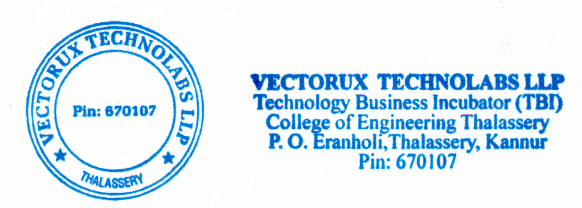 VECTORUX TECHNOLABS LLP
Pin: 670107
THALASSERY
VECTORUX TECHNOLABS LLP
Technology Business Incubator (TBI)
College of Engineering Thalassery
P. O. Eranholi,Thalassery, Kannur
Pin: 670107